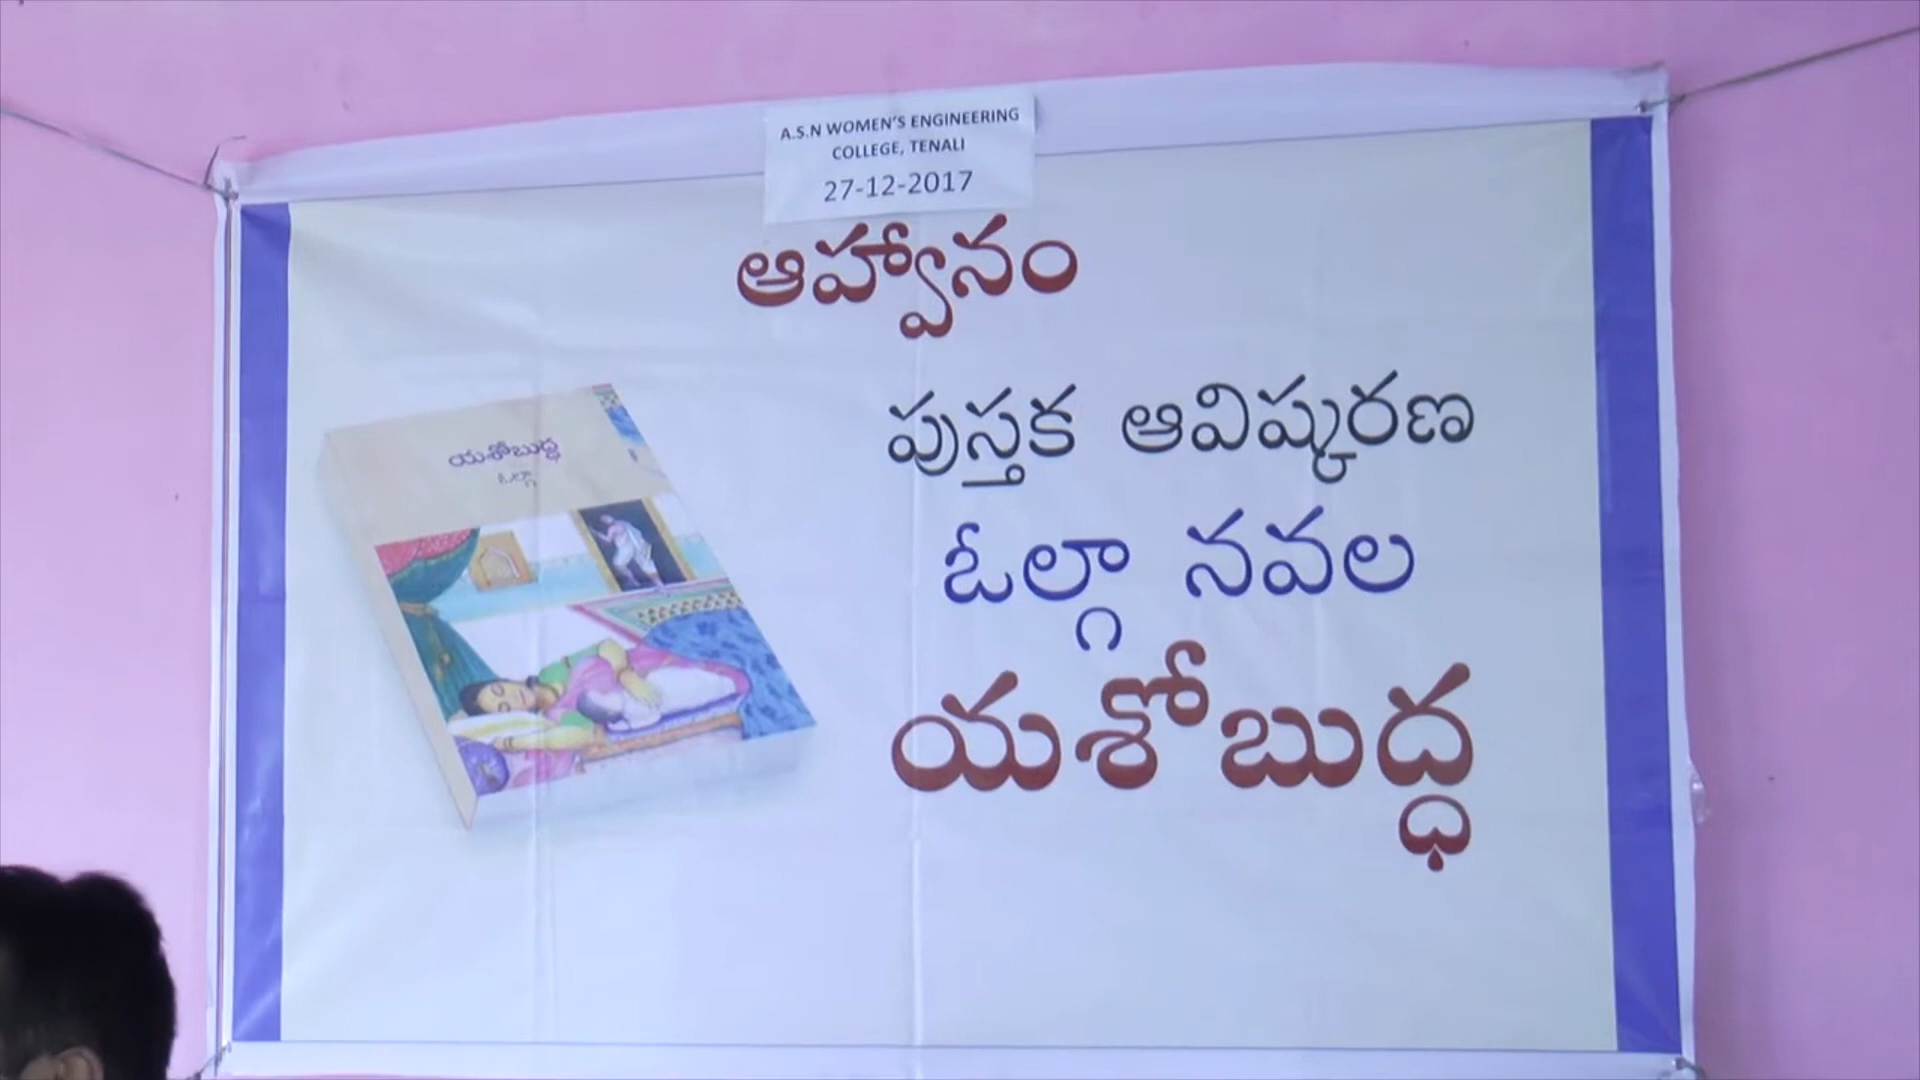 A.S.N WOMEN'S ENGINEERING
COLLEGE, TENALI
27-12-2017
ఆహ్వానం
పుస్తక ఆవిష్కరణ
ఓల్గా నవల
యశోబుద్ధ
యశోబుద్ధ
ఓల్గా